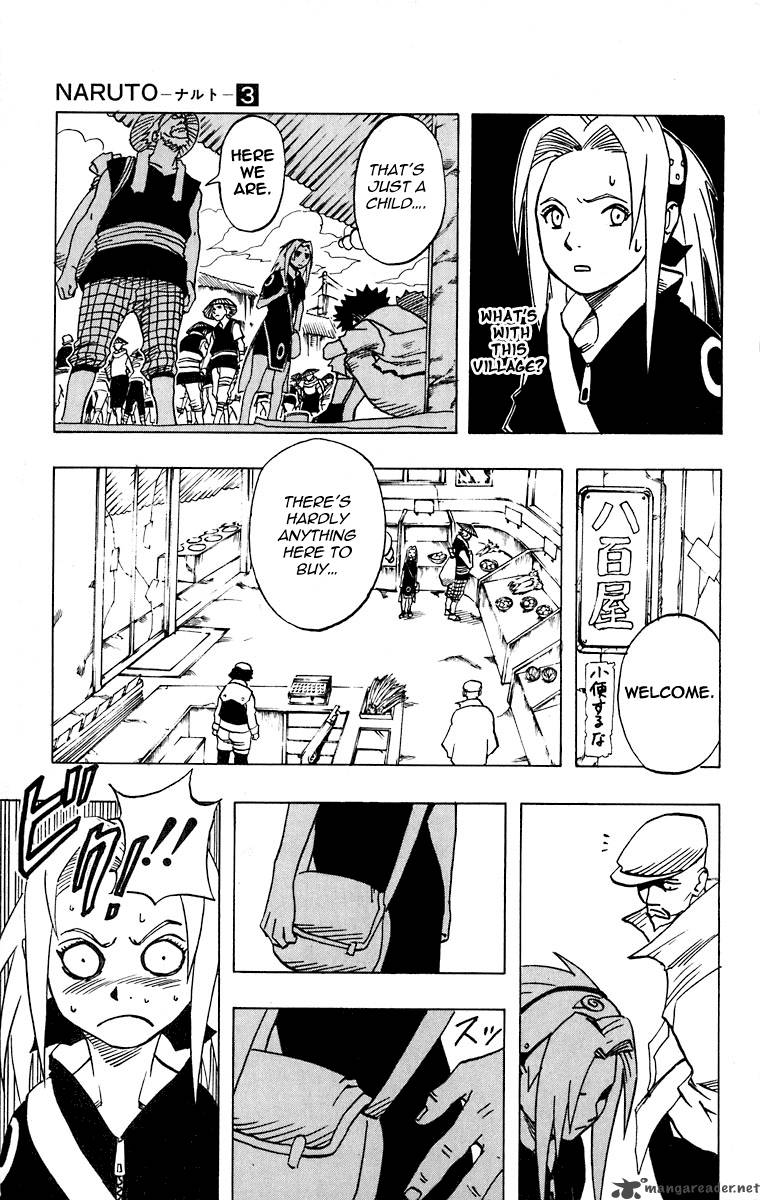 NARUTO -ナルト- 3
WHAT'S
WITH
THIS
VILLAGE?
THAT'S
JUST A
CHILD....
HERE
WE
ARE.
八百屋
小便するな
WELCOME.
THERE'S
HARDLY
ANYTHING
HERE TO
BUY...
スッ
ビクッ!!
mangareader.net